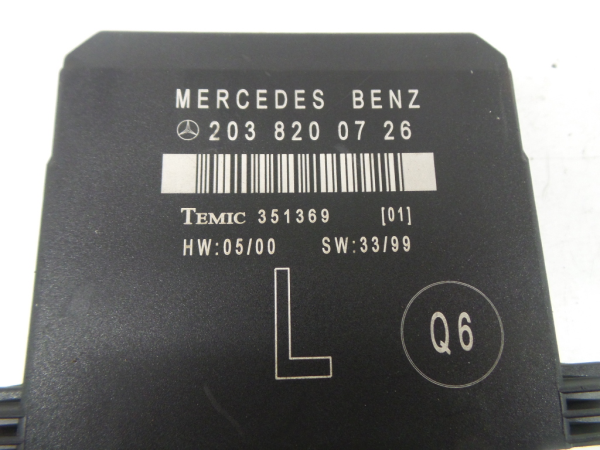 MERCEDES BENZ
203 820 07 26
TEMIC 351369 [01]
HW:05/00 SW:33/99
L
Q6